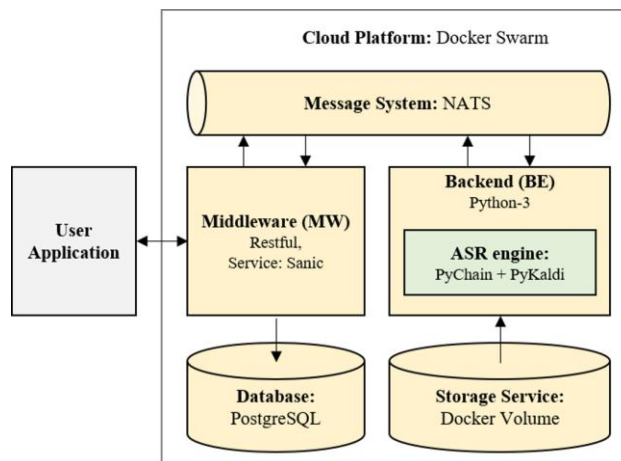 Cloud Platform: Docker Swarm
Message System: NATS
User
Application
Middleware (MW)
Restful,
Service: Sanic
Backend (BE)
Python-3
ASR engine:
PyChain + PyKaldi
Database:
PostgreSQL
Storage Service:
Docker Volume